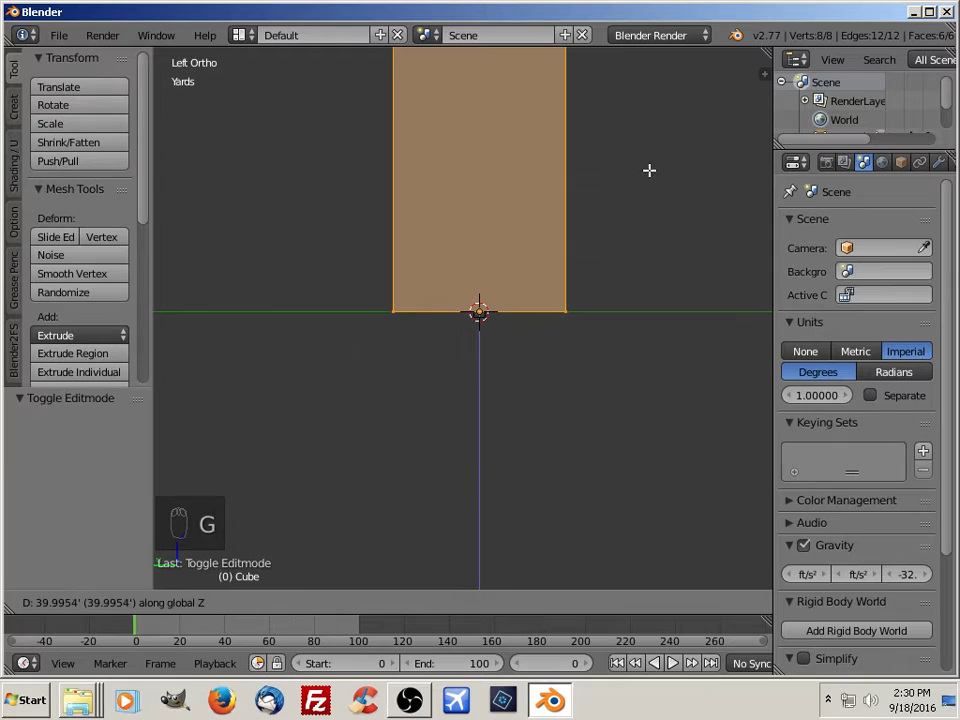 Blender
File Render Window Help Default Scene Blender Render v2.77 | Verts:8/8 | Edges:12/12 | Faces:6/6
Tool
Creat
Shading / U
Option
Grease Penc
Blender2FS
Transform
Translate
Rotate
Scale
Shrink/Fatten
Push/Pull
Mesh Tools
Deform:
Slide Ed Vertex
Noise
Smooth Vertex
Randomize
Add:
Extrude
Extrude Region
Extrude Individual
Toggle Editmode
Left Ortho
Yards
G
Last: Toggle Editmode
(0) Cube
D: 39.9954' (39.9954') along global Z
View Search All Scene
Scene
RenderLaye
World
Scene
Scene
Camera:
Backgro
Active C
Units
None Metric Imperial
Degrees Radians
1.00000 Separate
Keying Sets
Color Management
Audio
Gravity
ft/s² ft/s² -32.
Rigid Body World
Add Rigid Body World
Simplify
-40 -20 0 20 40 60 80 100 120 140 160 180 200 220 240 260
View Marker Frame Playback Start: 0 End: 100 0 No Sync
Start
2:30 PM
9/18/2016